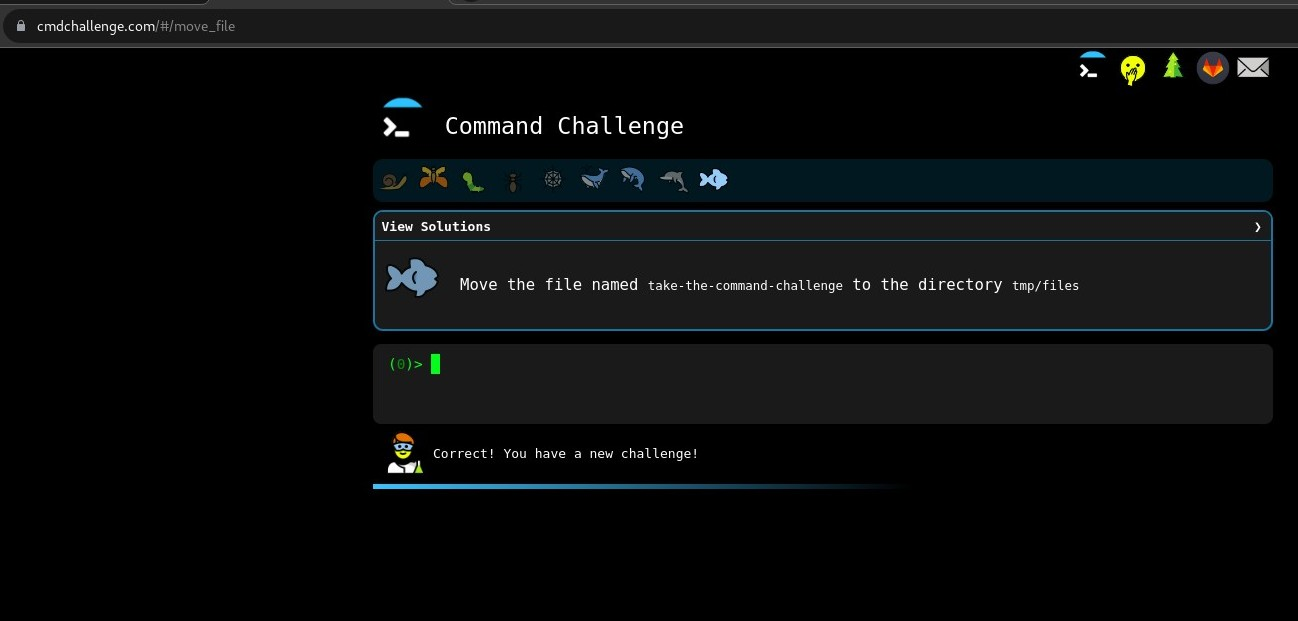 cmdchallenge.com/#/move_file
Command Challenge
View Solutions ❯
Move the file named take-the-command-challenge to the directory tmp/files
(0)>
Correct! You have a new challenge!